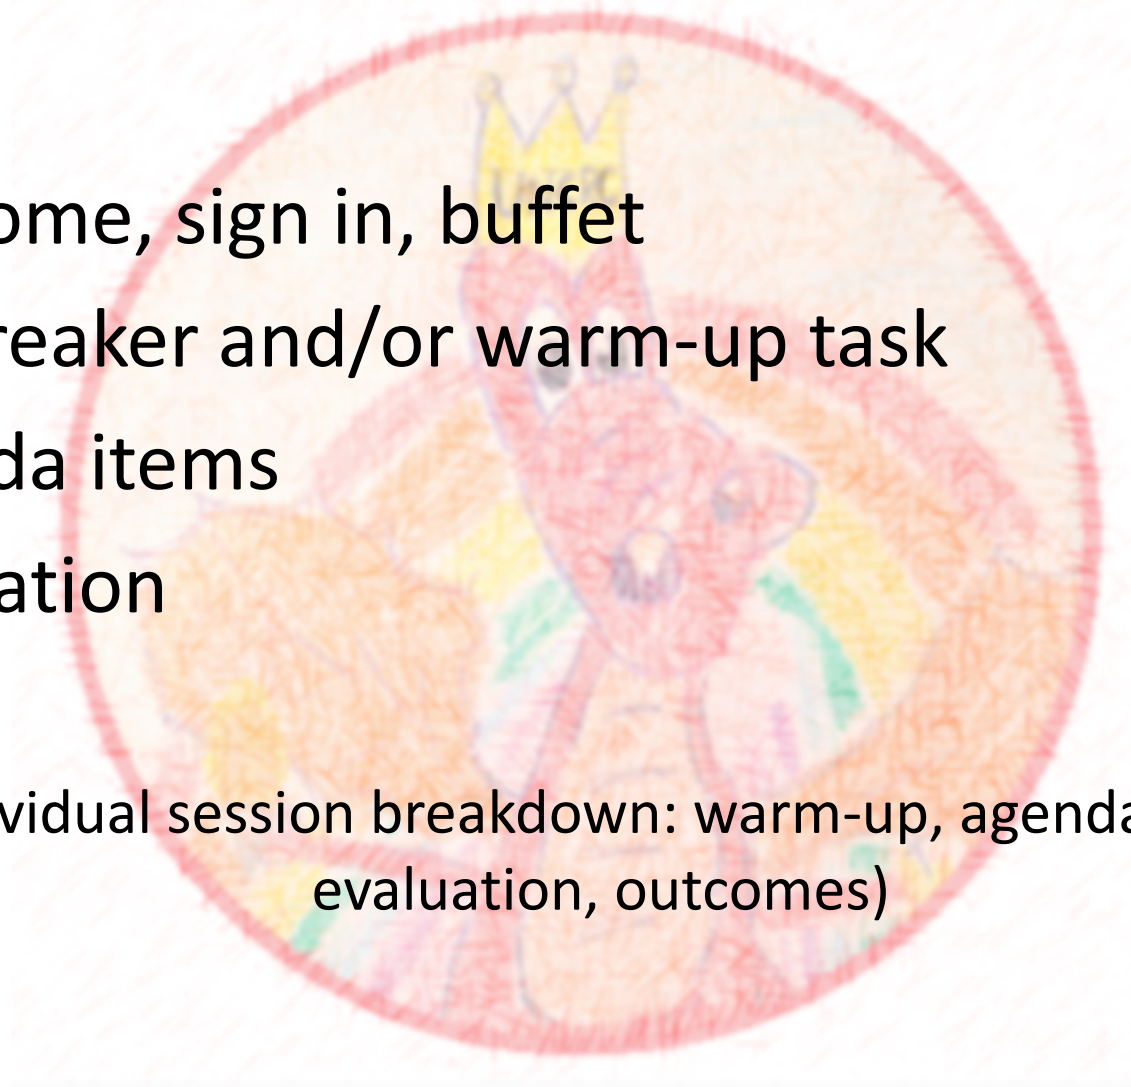 ome, sign in, buffet
reaker and/or warm-up task
da items
ation
vidual session breakdown: warm-up, agenda
evaluation, outcomes)